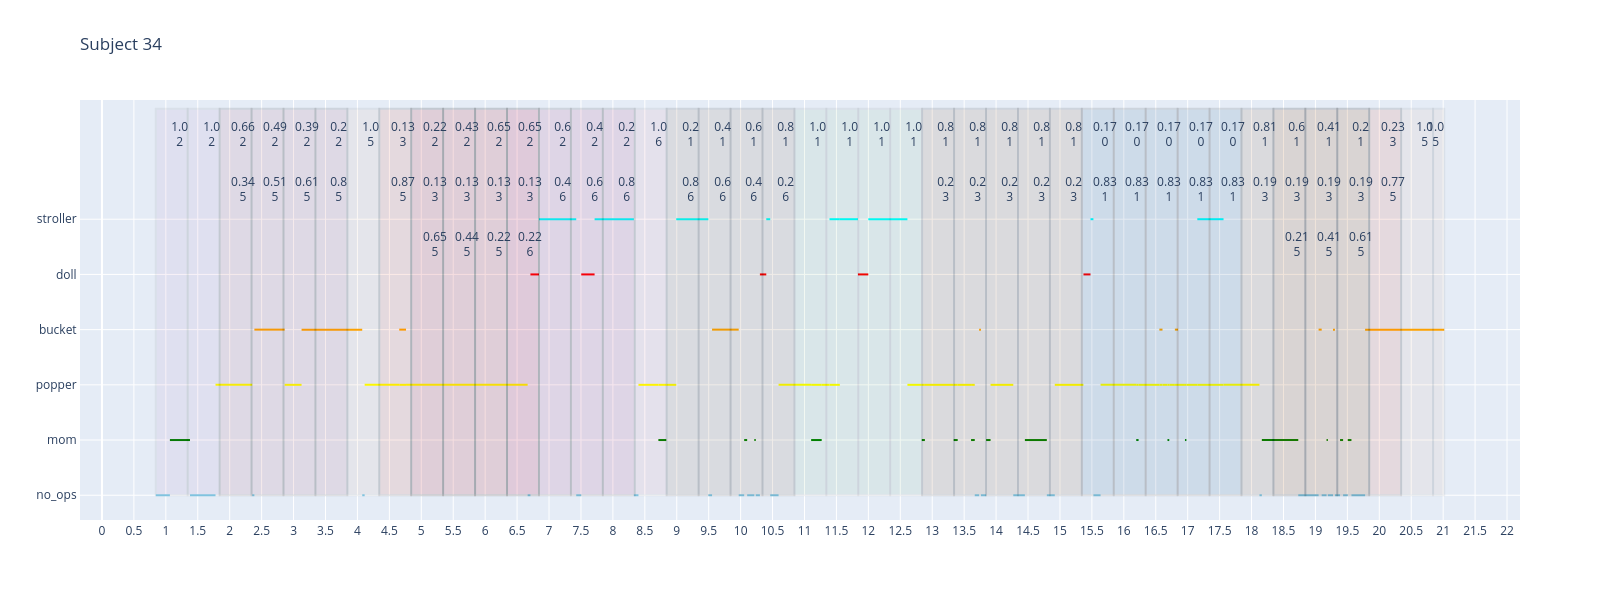 Subject 34
1.0 1.0 0.66 0.49 0.39 0.2 1.0 0.13 0.22 0.43 0.65 0.65 0.6 0.4 0.2 1.0 0.2 0.4 0.6 0.8 1.0 1.0 1.0 1.0 0.8 0.8 0.8 0.8 0.8 0.17 0.17 0.17 0.17 0.17 0.81 0.6 0.41 0.2 0.23 1.0 1.0
2 2 2 2 2 2 5 3 2 2 2 2 2 2 2 6 1 1 1 1 1 1 1 1 1 1 1 1 1 0 0 0 0 0 1 1 1 1 3 5 5
0.34 0.51 0.61 0.8 0.87 0.13 0.13 0.13 0.13 0.4 0.6 0.8 0.8 0.6 0.4 0.2 0.2 0.2 0.2 0.2 0.2 0.83 0.83 0.83 0.83 0.83 0.19 0.19 0.19 0.19 0.77
5 5 5 5 5 3 3 3 3 6 6 6 6 6 6 6 3 3 3 3 3 1 1 1 1 1 3 3 3 3 5
stroller
0.65 0.44 0.22 0.22 0.2 0.4 0.6
5 5 5 6 5 5 5
doll
bucket
popper
mom
no_ops
0 0.5 1 1.5 2 2.5 3 3.5 4 4.5 5 5.5 6 6.5 7 7.5 8 8.5 9 9.5 10 10.5 11 11.5 12 12.5 13 13.5 14 14.5 15 15.5 16 16.5 17 17.5 18 18.5 19 19.5 20 20.5 21 21.5 22